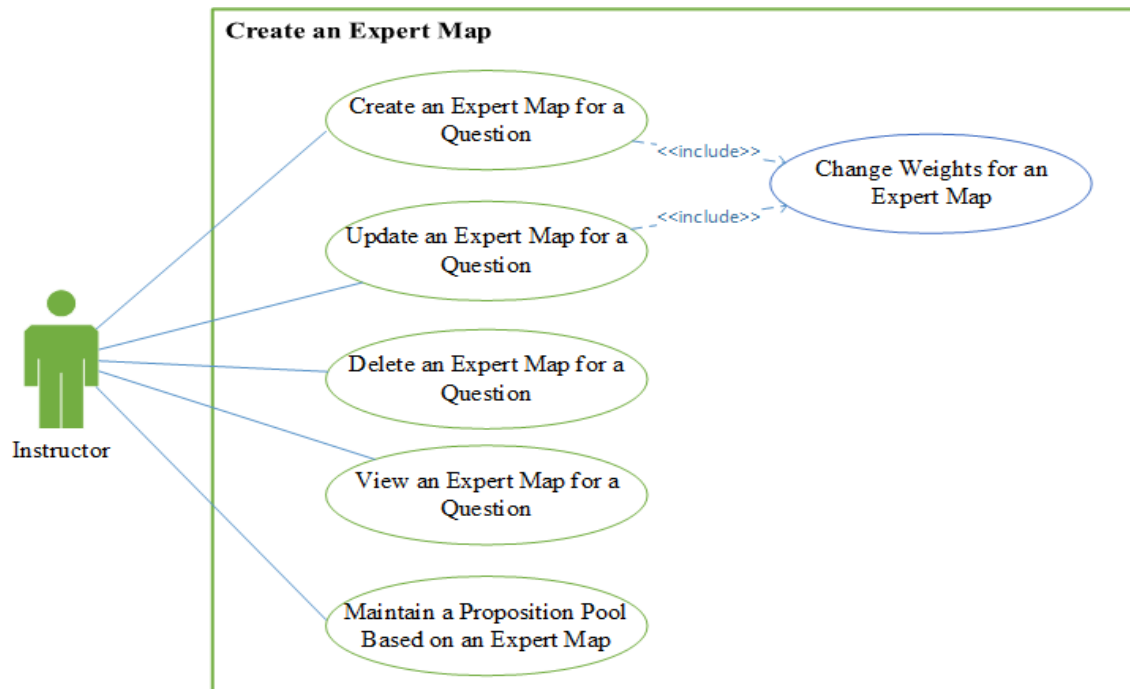 Create an Expert Map
Create an Expert Map for a
Question
<<include>>
Change Weights for an
Expert Map
<<include>>
Update an Expert Map for a
Question
Delete an Expert Map for a
Question
Instructor
View an Expert Map for a
Question
Maintain a Proposition Pool
Based on an Expert Map